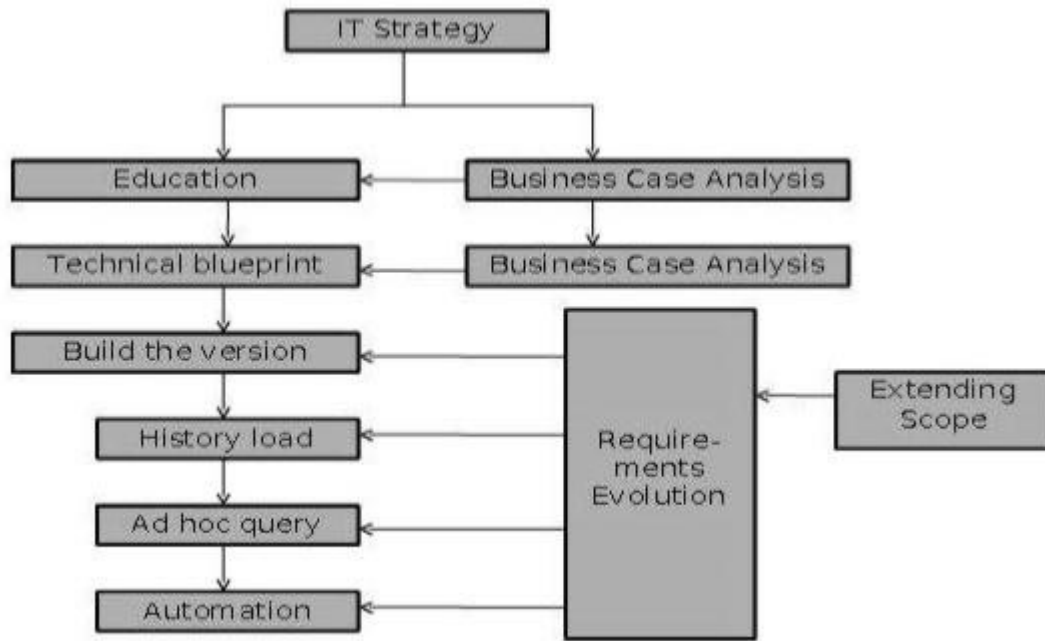 IT Strategy
Education
Business Case Analysis
Technical blueprint
Business Case Analysis
Build the version
History load
Ad hoc query
Automation
Require-
ments
Evolution
Extending
Scope